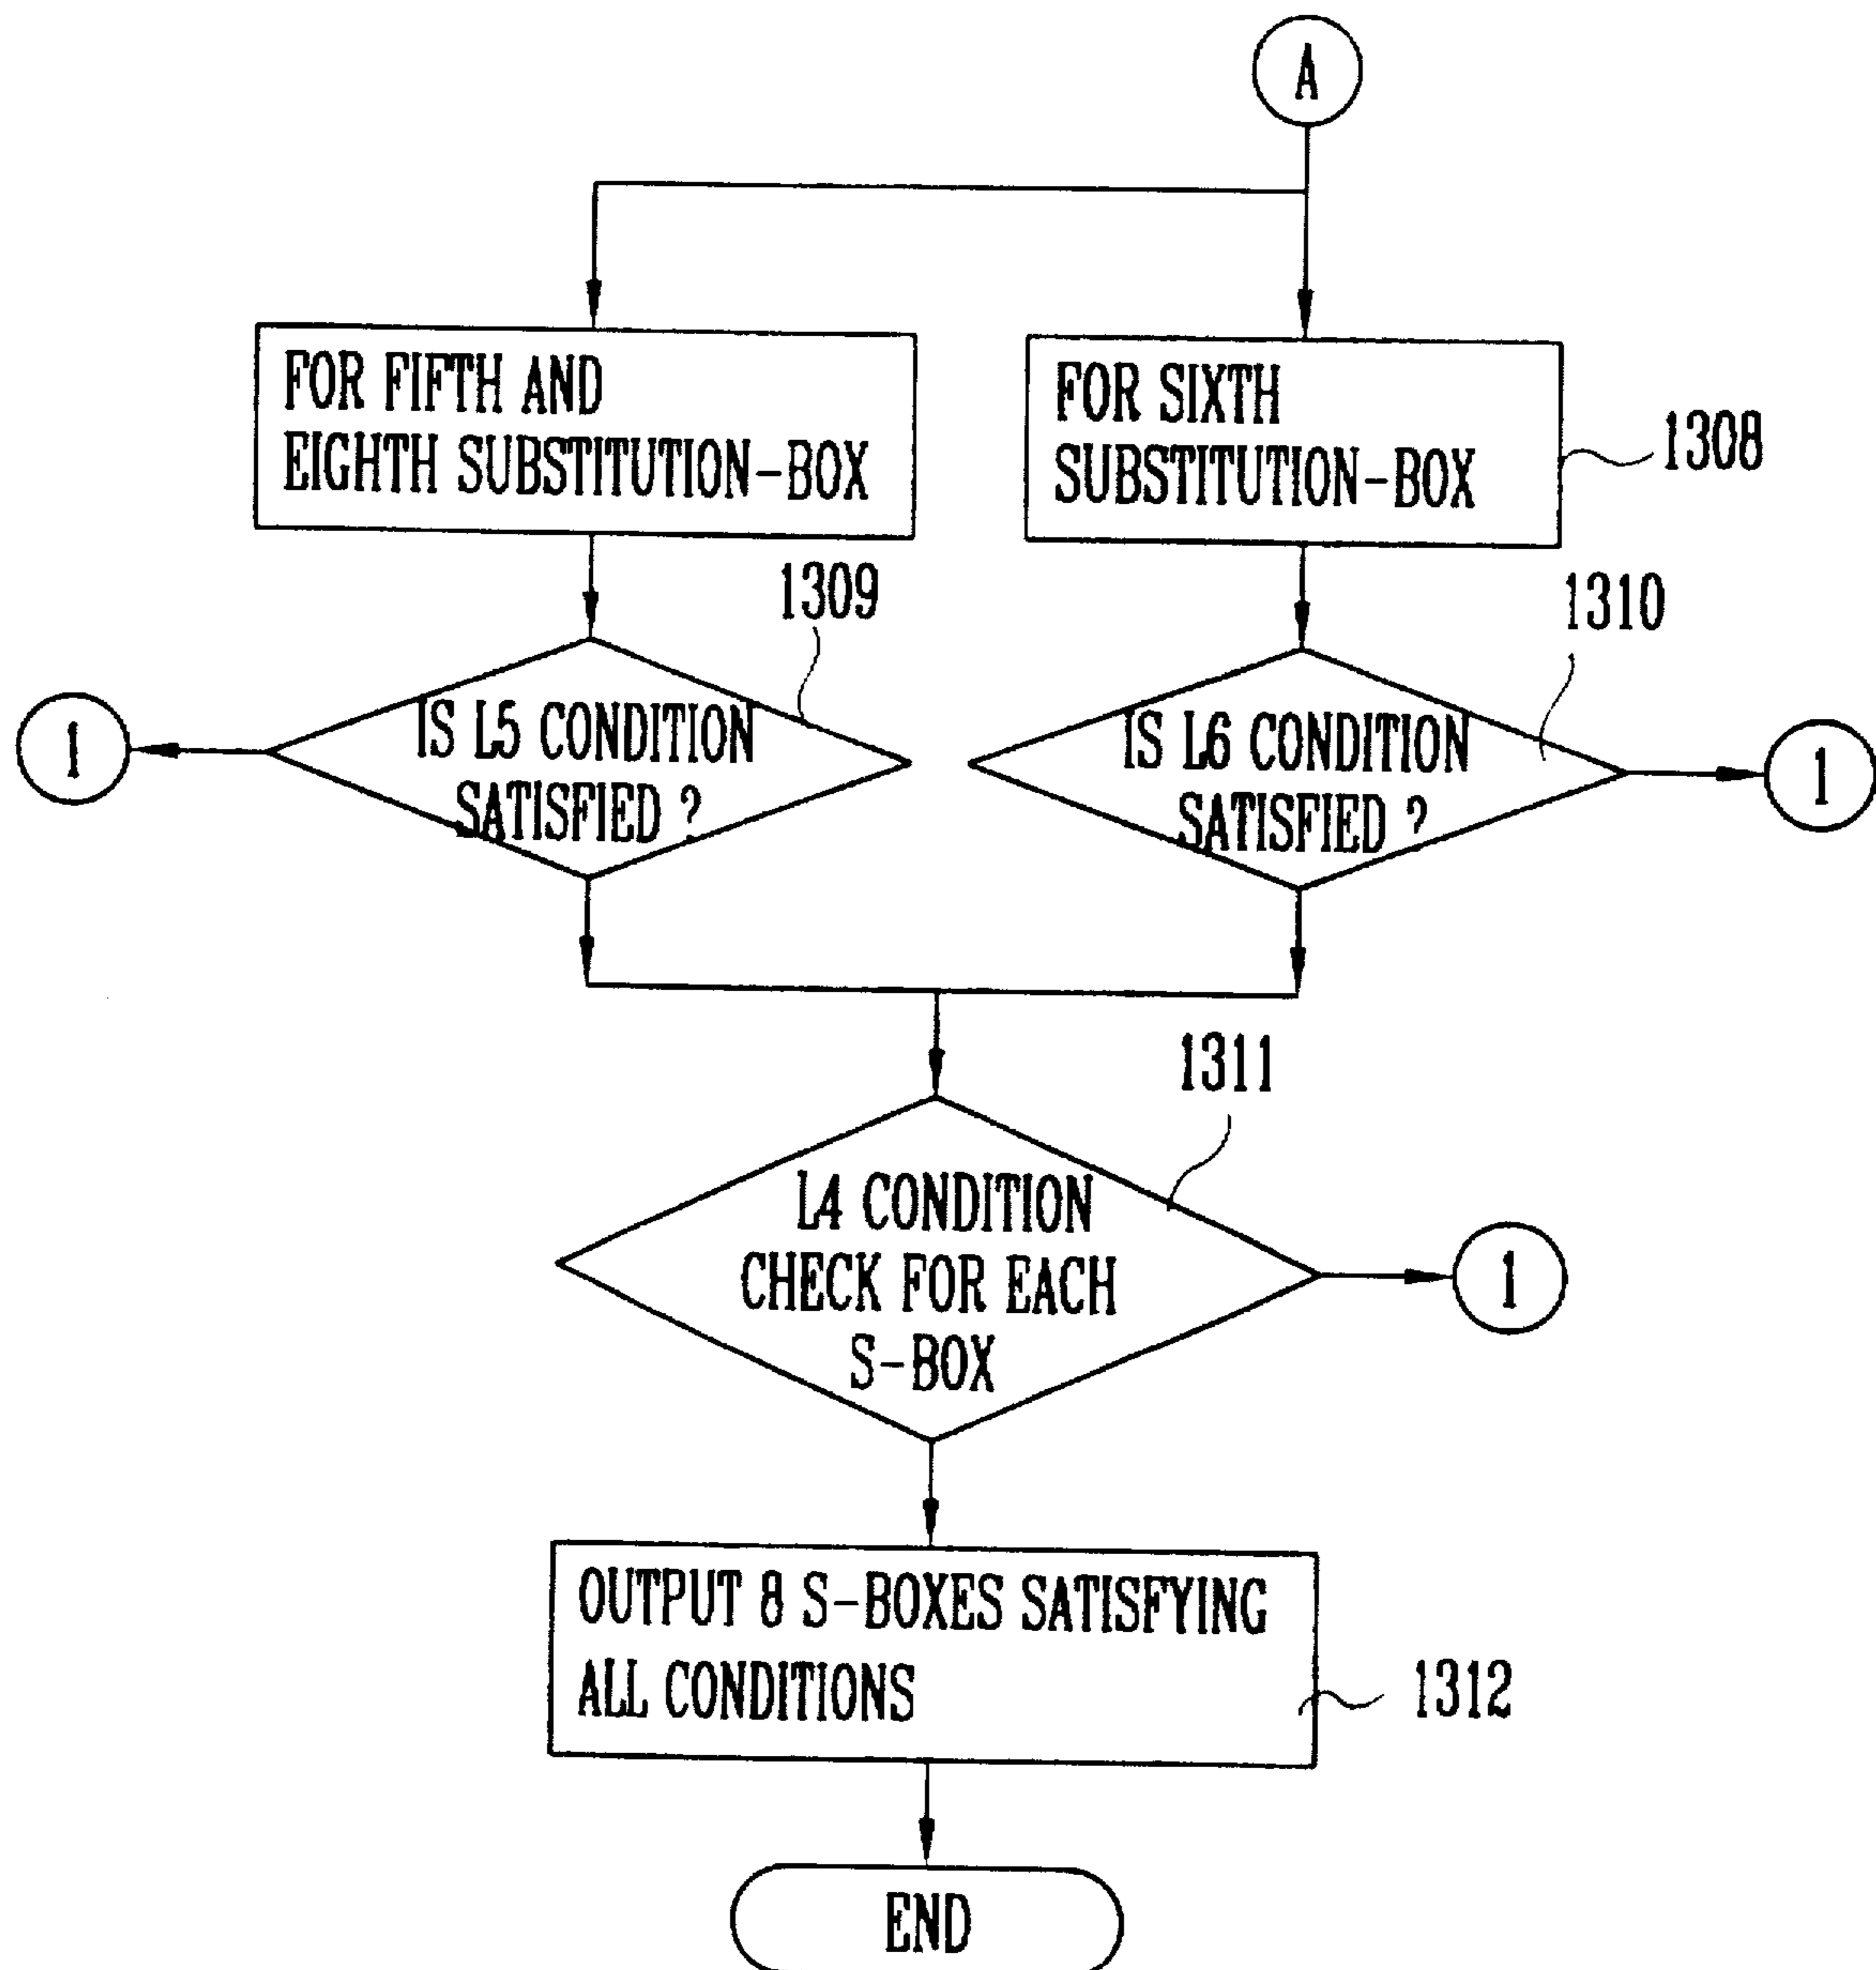 A
FOR FIFTH AND
EIGHTH SUBSTITUTION-BOX
FOR SIXTH
SUBSTITUTION-BOX
1308
1309
1310
1
IS L5 CONDITION
SATISFIED ?
IS L6 CONDITION
SATISFIED ?
1
1311
L4 CONDITION
CHECK FOR EACH
S-BOX
1
OUTPUT 8 S-BOXES SATISFYING
ALL CONDITIONS
1312
END